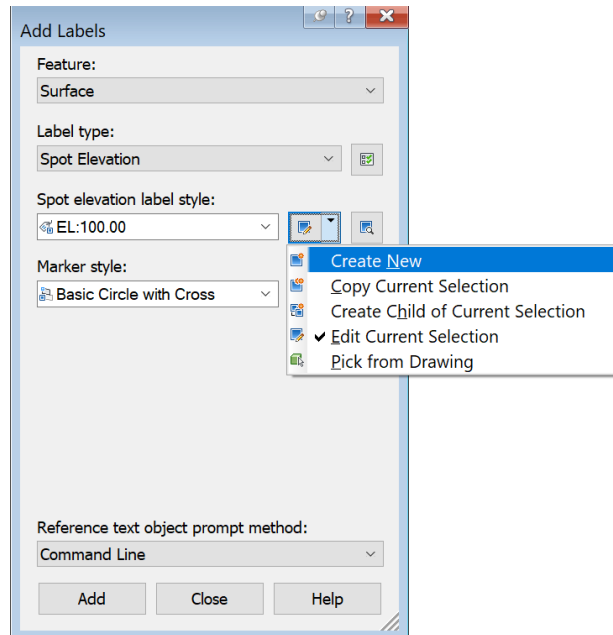 Add Labels
?
Feature:
Surface
Label type:
Spot Elevation
Spot elevation label style:
EL:100.00
Create New
Marker style:
Copy Current Selection
Basic Circle with Cross
Create Child of Current Selection
Edit Current Selection
Pick from Drawing
Reference text object prompt method:
Command Line
Add Close Help